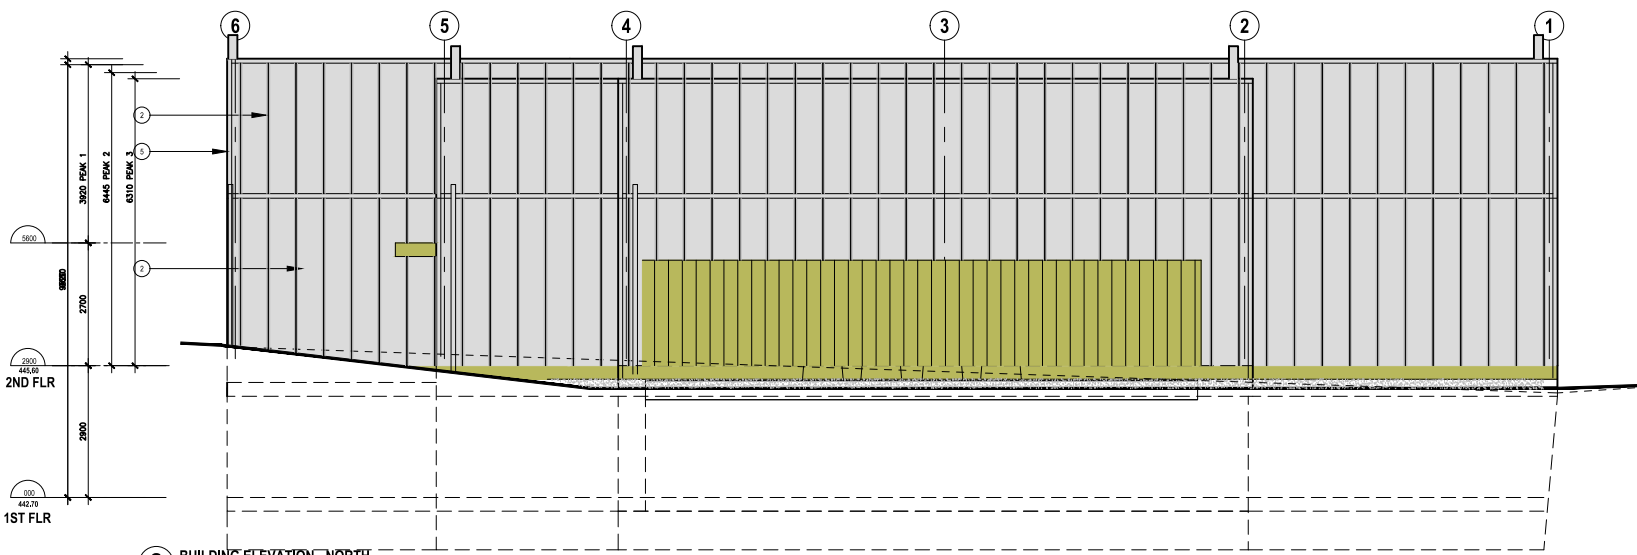 6 5 4 3 2 1
2
5
3920 PEAK 1
6445 PEAK 2
6310 PEAK 3
5600
2
2700
2900
445,60
2ND FLR
2900
000
442.70
1ST FLR
BUILDING ELEVATION - NORTH